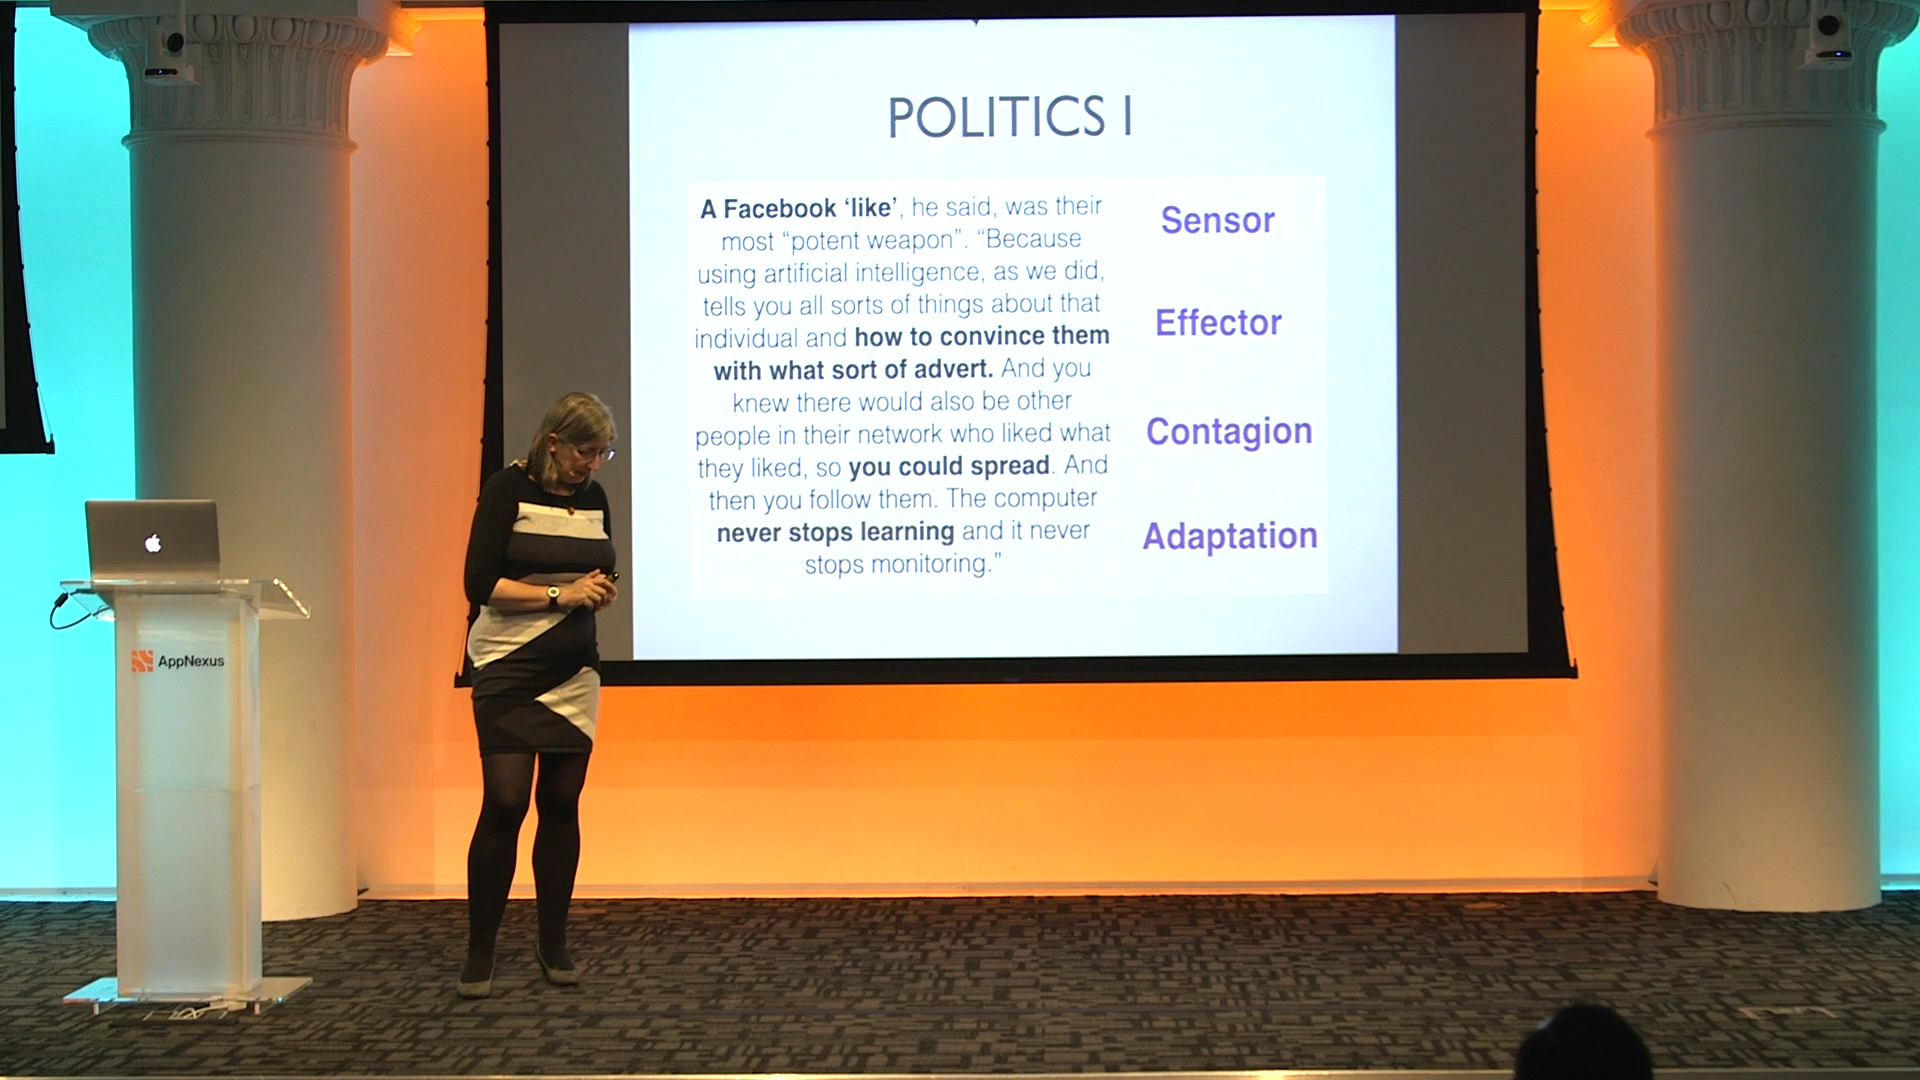 POLITICS I
A Facebook ‘like’, he said, was their
most “potent weapon”. “Because
using artificial intelligence, as we did,
tells you all sorts of things about that
individual and how to convince them
with what sort of advert. And you
knew there would also be other
people in their network who liked what
they liked, so you could spread. And
then you follow them. The computer
never stops learning and it never
stops monitoring.”
Sensor
Effector
Contagion
Adaptation
AppNexus